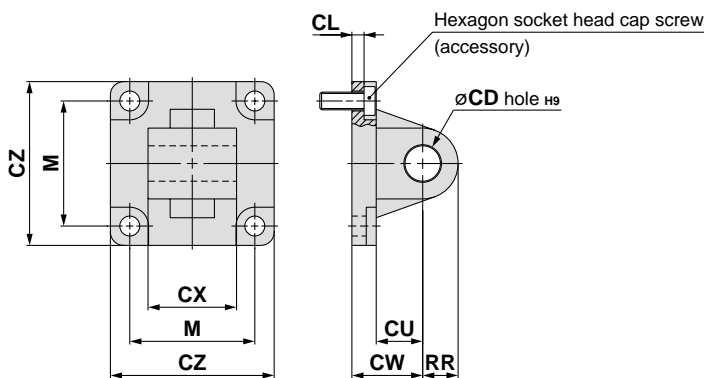 CL
Hexagon socket head cap screw
(accessory)
øCD hole H9
CZ
M
CX
M
CZ
CU
CW
RR